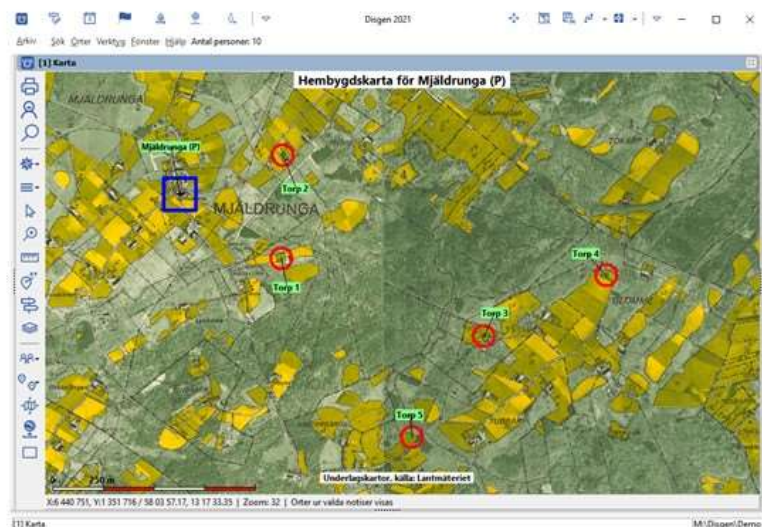 Disgen 2021
Arkiv Sök Orter Verktyg Fönster Hjälp Antal personer: 10
[1] Karta
Hembygdskarta för Mjäldrunga (P)
MJÄLDRUNGA
Mjäldrunga (P)
Torp 2
MJÄLDRUNGA
Torp 4
Torp 1
Torp 3
Torp 5
0 250 m
Underlagskartor, källa: Lantmäteriet
X:6 440 751, Y:1 351 716 / 58 03 57.17, 13 17 33.35 | Zoom: 32 | Orter ur valda notiser visas
[1] Karta M:\Disgen\Demo